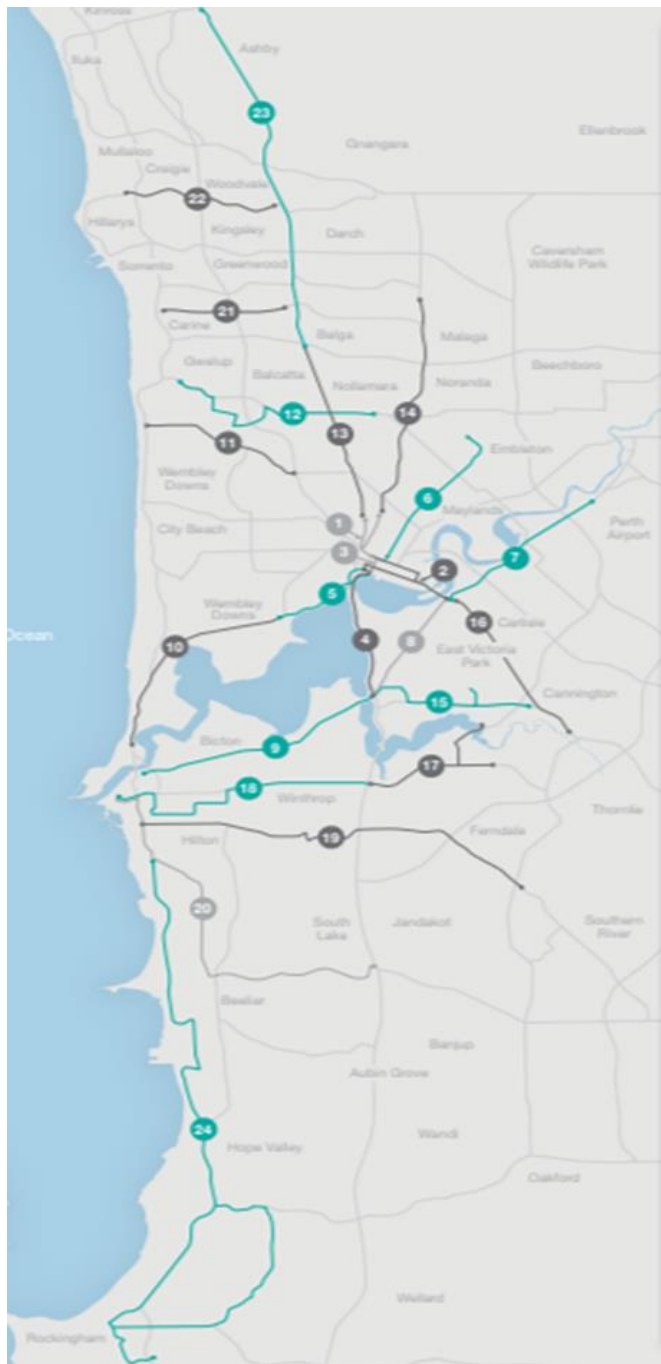 Kinross
Iluka
Ashby
23
Ellenbrook
Gnangara
Mullaloo
Craigie
Woodvale
22
Hillarys
Kingsley
Darch
Sorrento
Greenwood
Caversham
Wildlife Park
21
Carine
Balga
Malaga
Gwelup
Balcatta
Nollamara
Noranda
Beechboro
12
14
13
11
Embleton
Wembley
Downs
6
Maylands
1
City Beach
Perth
Airport
3
7
2
5
Wembley
Downs
16
Carlisle
Ocean
10
4
8
East Victoria
Park
15
Cannington
Bicton
9
17
18
Winthrop
Thornlie
19
Hilton
Ferndale
20
South
Lake
Jandakot
Southern
River
Beeliar
Banjup
Aubin Grove
24
Hope Valley
Wandi
Oakford
Wellard
Rockingham